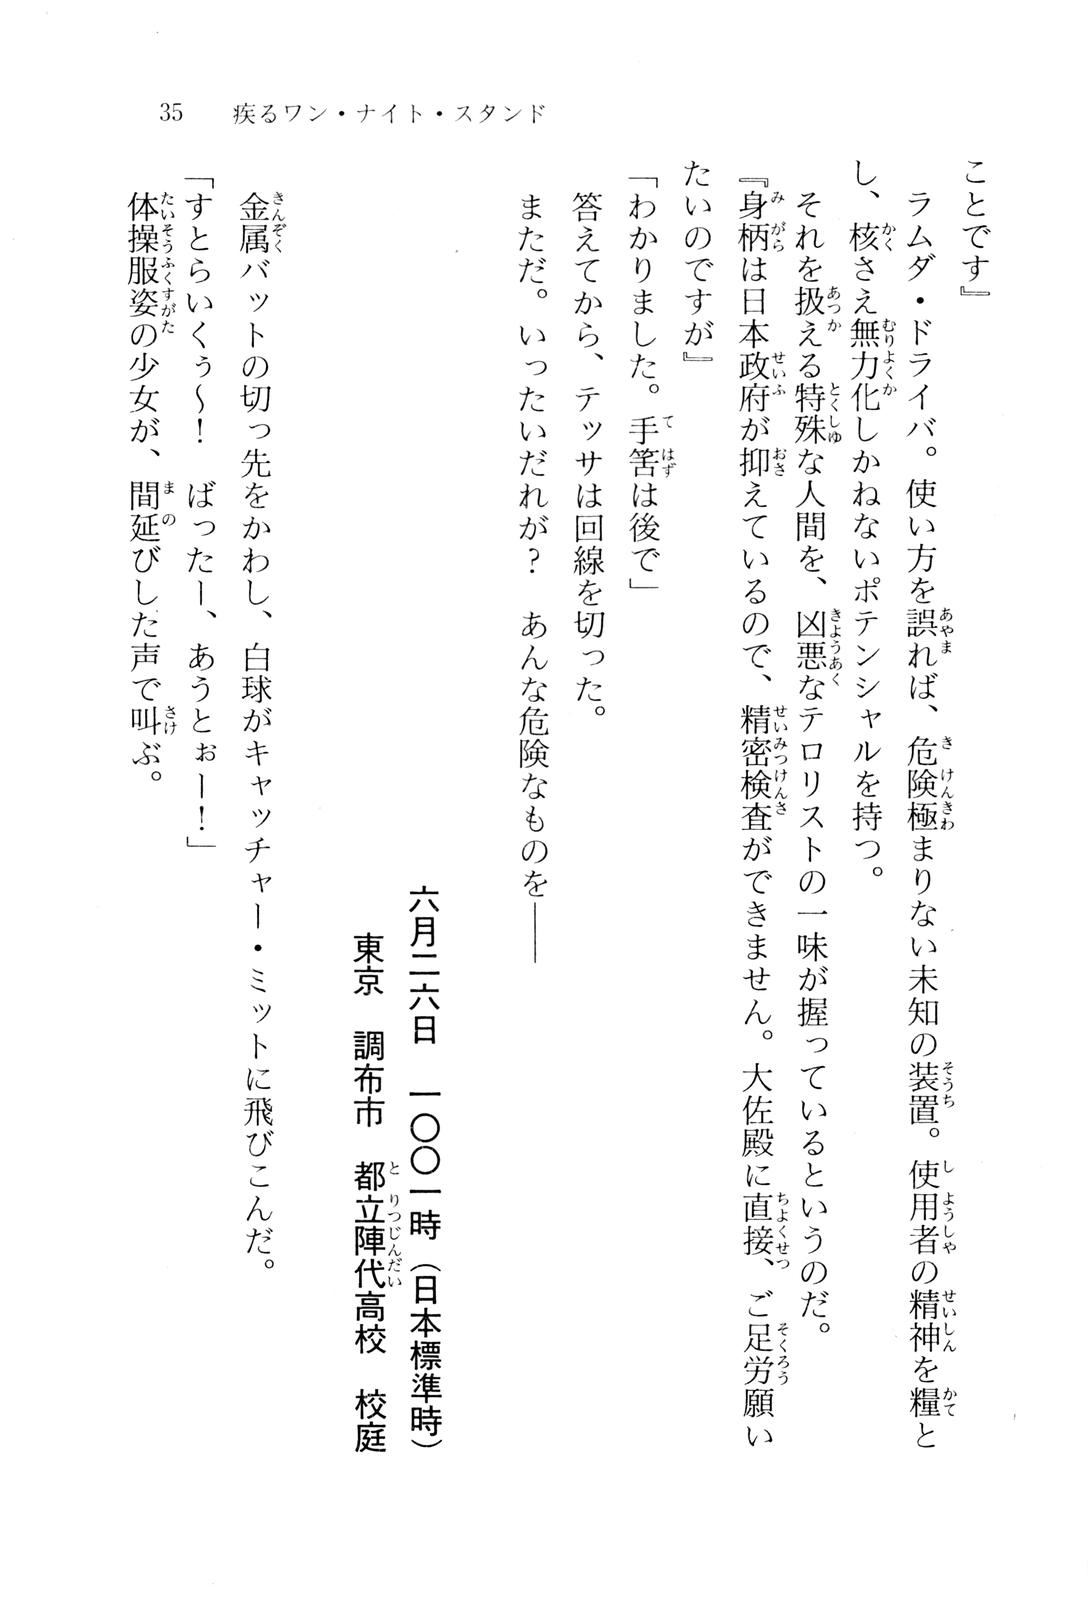 35　疾るワン・ナイト・スタンド
ことです』
　ラムダ・ドライバ。使い方を誤れば、危険極まりない未知の装置。使用者の精神を糧と
し、核さえ無力化しかねないポテンシャルを持つ。
　それを扱える特殊な人間を、凶悪なテロリストの一味が握っているというのだ。
『身柄は日本政府が抑えているので、精密検査ができません。大佐殿に直接、ご足労願い
たいのですが』
「わかりました。手筈は後で」
　答えてから、テッサは回線を切った。
　まただ。いったいだれが？　あんな危険なものを――
六月二六日　一〇〇一時（日本標準時）
東京　調布市　都立陣代高校　校庭
　金属バットの切っ先をかわし、白球がキャッチャー・ミットに飛びこんだ。
「すとらいくぅ～！　ばったー、あうとぉー！」
　体操服姿の少女が、間延びした声で叫ぶ。